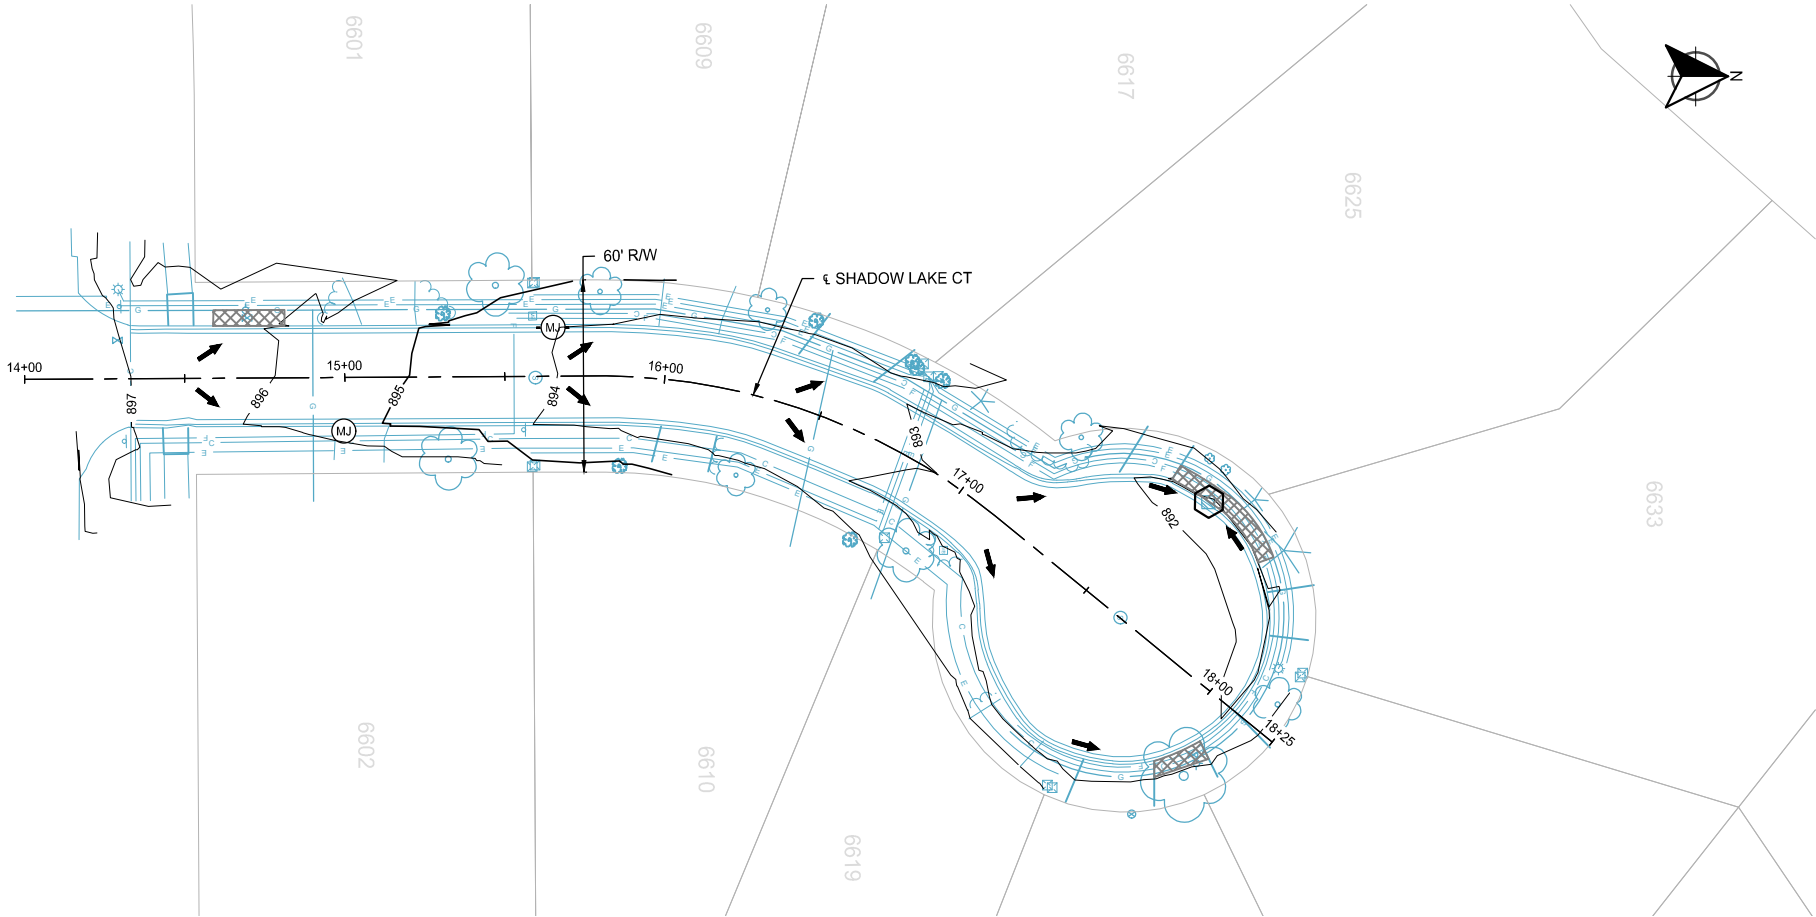 6601
6609
6617
N
6625
60' R/W
℄ SHADOW LAKE CT
E
E
E
E
E
E
E
G
G
G
G
MJ
14+00
15+00
16+00
897
896
895
894
893
MJ
17+00
892
6633
18+00
18+25
6602
6610
6619